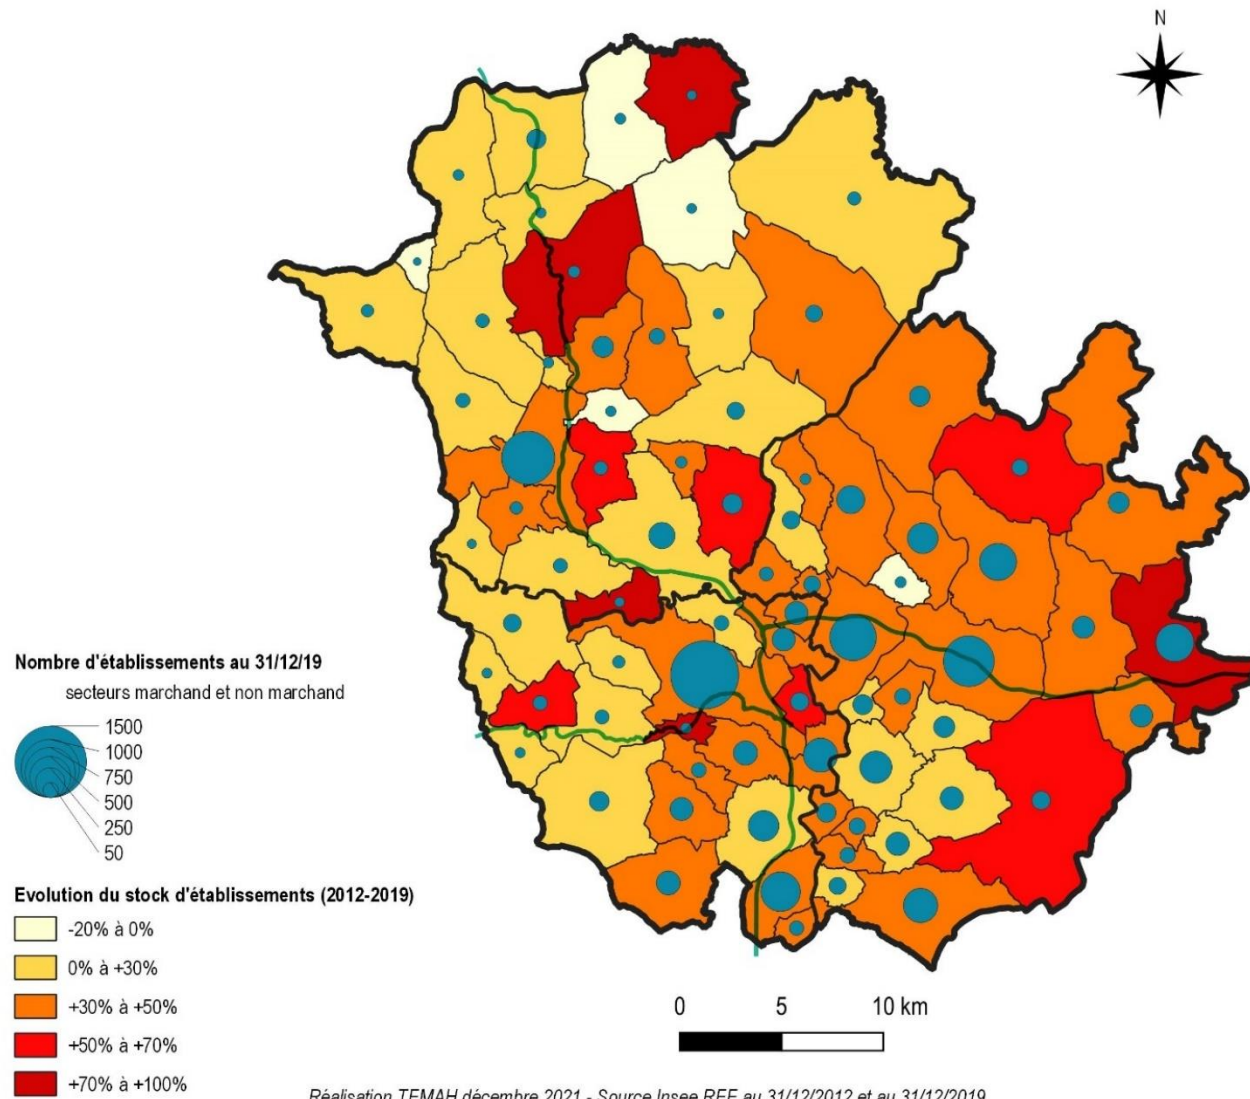 N
Nombre d'établissements au 31/12/19
secteurs marchand et non marchand
1500
1000
750
500
250
50
Evolution du stock d'établissements (2012-2019)
-20% à 0%
0% à +30%
+30% à +50%
+50% à +70%
+70% à +100%
0 5 10 km
Réalisation TEMAH décembre 2021 - Source Insee REE au 31/12/2012 et au 31/12/2019